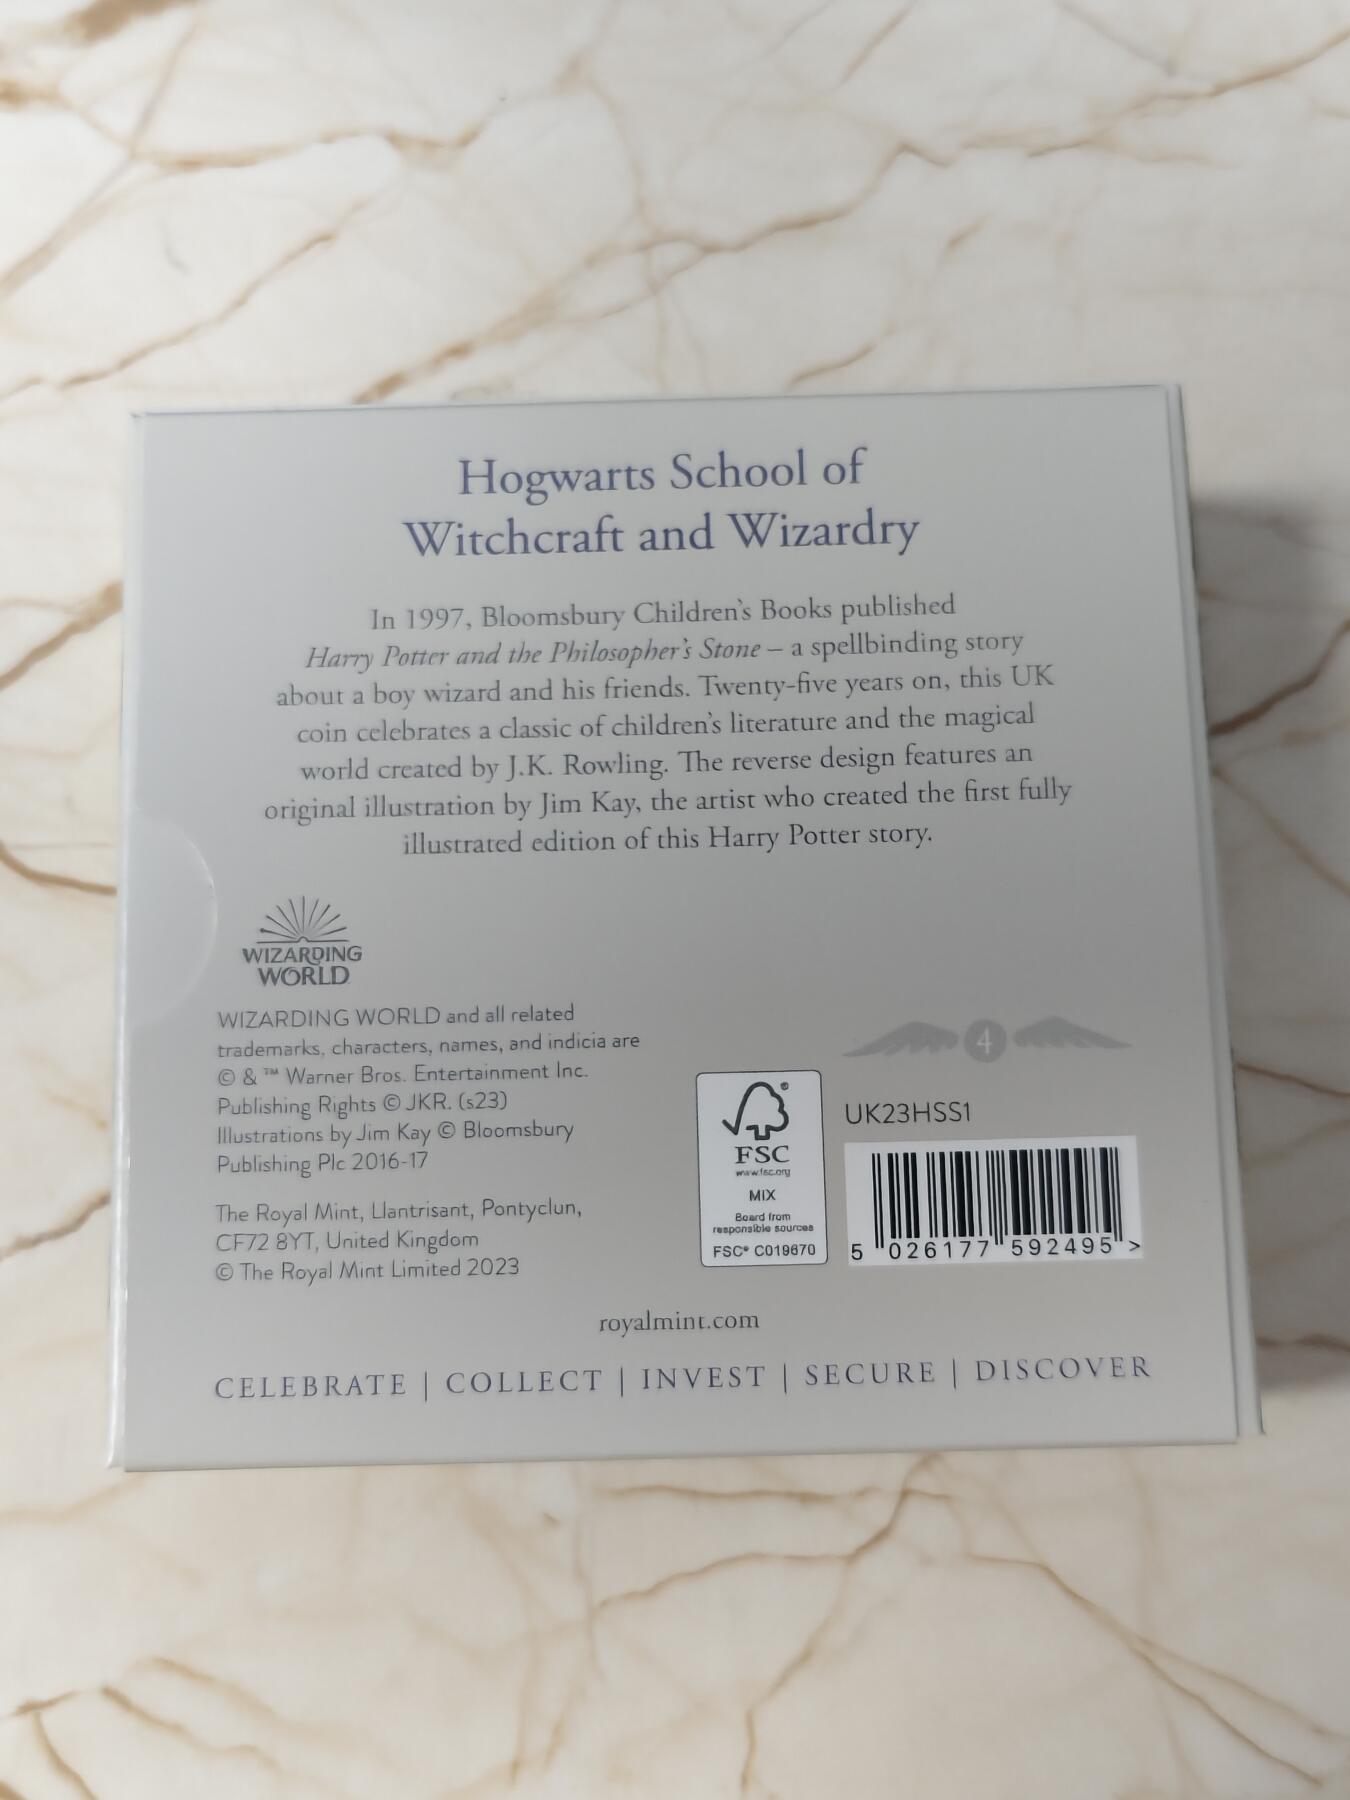 Hogwarts School of
Witchcraft and Wizardry
In 1997, Bloomsbury Children's Books published
Harry Potter and the Philosopher's Stone – a spellbinding story
about a boy wizard and his friends. Twenty-five years on, this UK
coin celebrates a classic of children's literature and the magical
world created by J.K. Rowling. The reverse design features an
original illustration by Jim Kay, the artist who created the first fully
illustrated edition of this Harry Potter story.
WIZARDING
WORLD
WIZARDING WORLD and all related
trademarks, characters, names, and indicia are
© & ™ Warner Bros. Entertainment Inc.
Publishing Rights © JKR. (s23)
Illustrations by Jim Kay © Bloomsbury
Publishing Plc 2016-17
The Royal Mint, Llantrisant, Pontyclun,
CF72 8YT, United Kingdom
© The Royal Mint Limited 2023
®
FSC
www.fsc.org
MIX
Board from
responsible sources
FSC® C019670
4
UK23HSS1
5 026177 592495 >
royalmint.com
CELEBRATE | COLLECT | INVEST | SECURE | DISCOVER